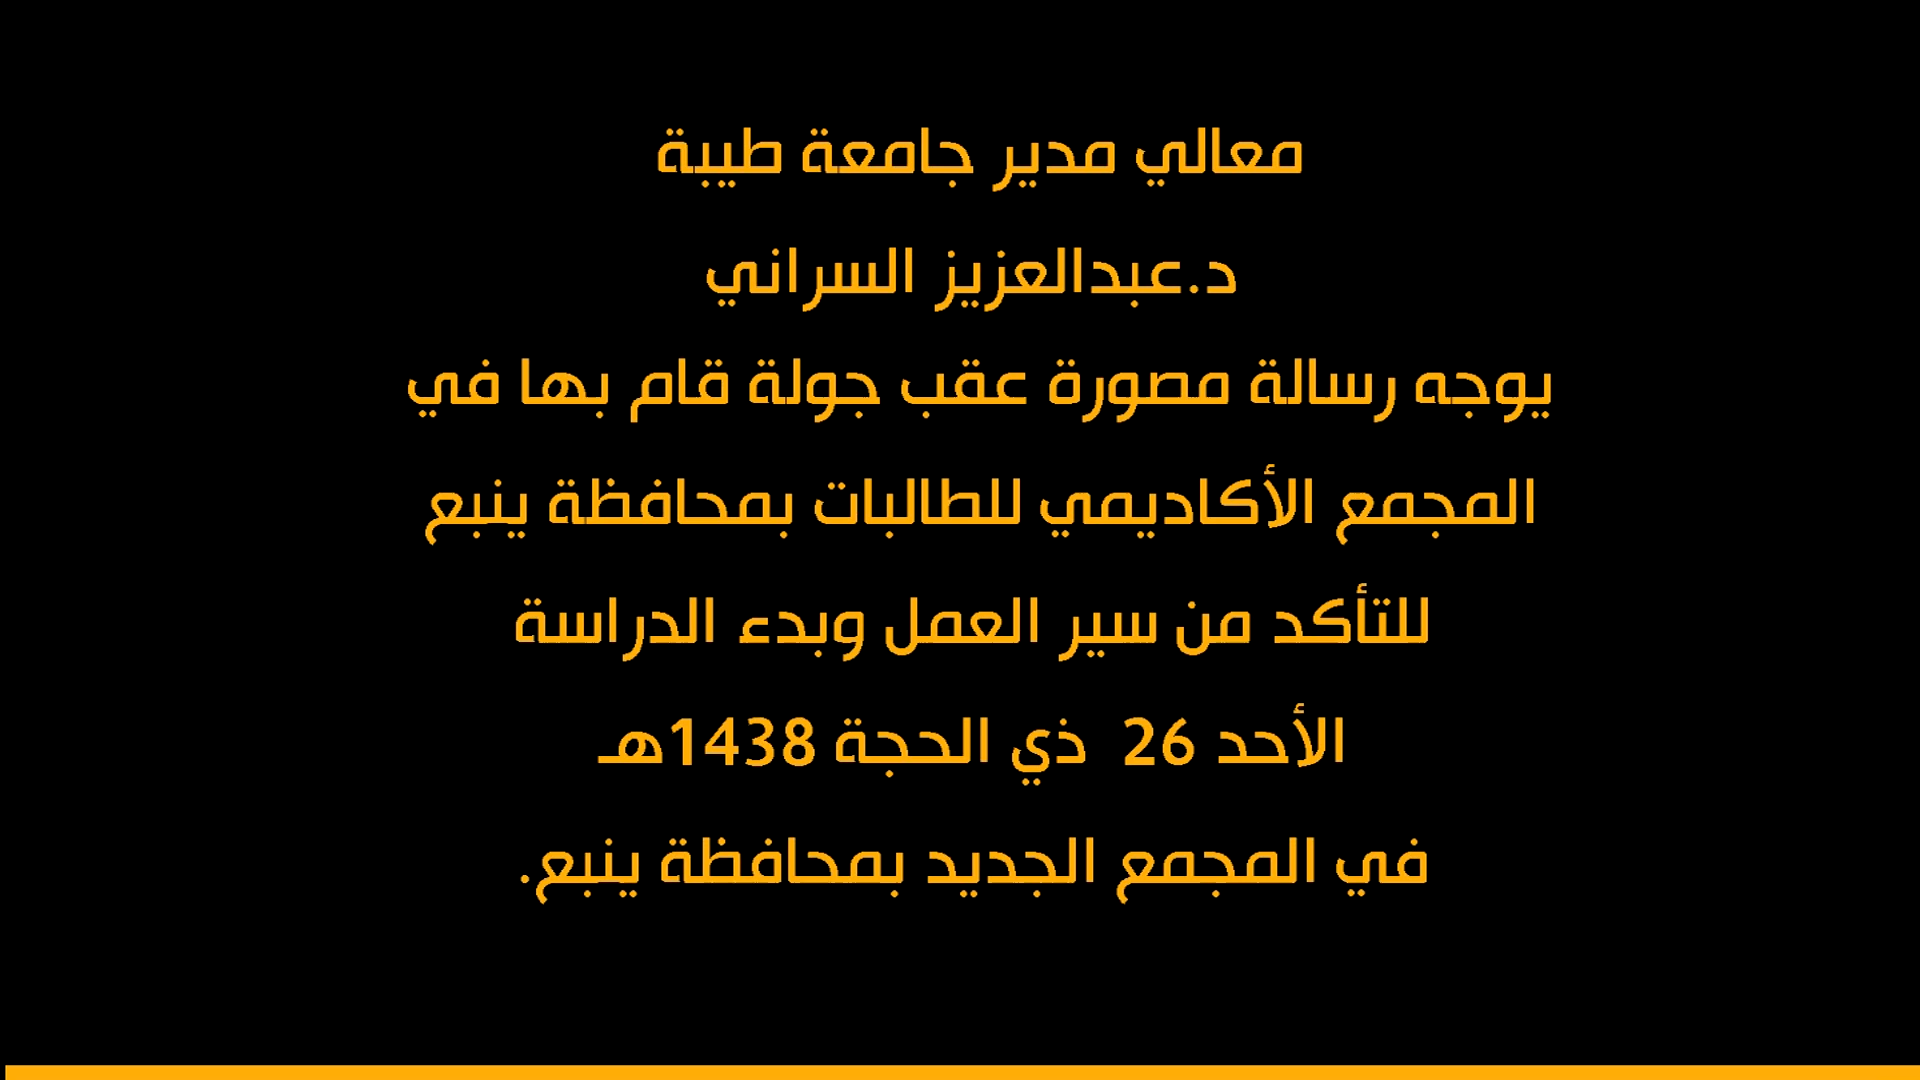 معالي مدير جامعة طيبة
د.عبدالعزيز السراني
يوجه رسالة مصورة عقب جولة قام بها في
المجمع الأكاديمي للطالبات بمحافظة ينبع
للتأكد من سير العمل وبدء الدراسة
الأحد 26 ذي الحجة 1438هـ
في المجمع الجديد بمحافظة ينبع.